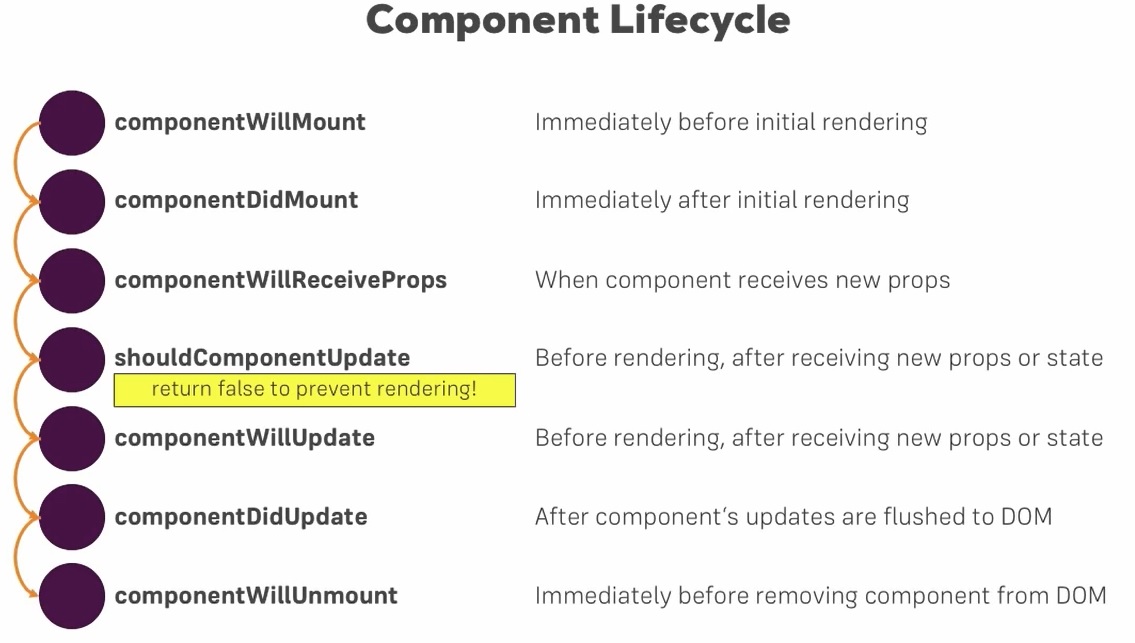 Component Lifecycle
componentWillMount Immediately before initial rendering
componentDidMount Immediately after initial rendering
componentWillReceiveProps When component receives new props
shouldComponentUpdate Before rendering, after receiving new props or state
return false to prevent rendering!
componentWillUpdate Before rendering, after receiving new props or state
componentDidUpdate After component's updates are flushed to DOM
componentWillUnmount Immediately before removing component from DOM